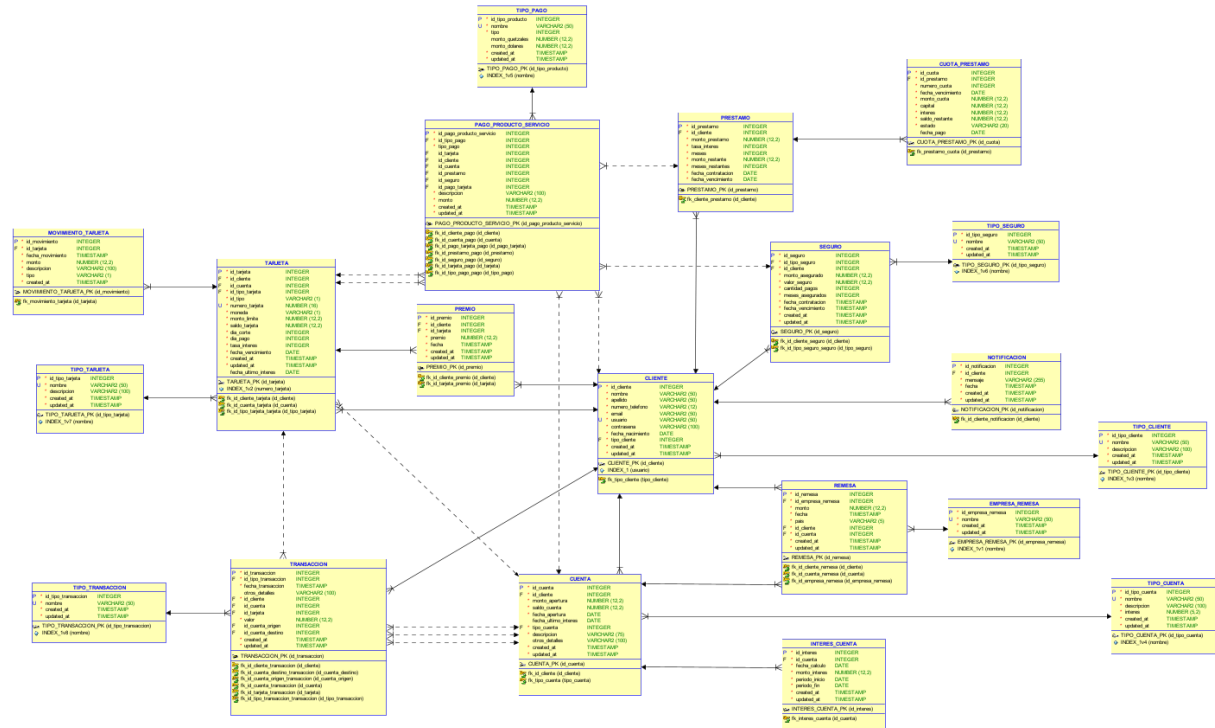 TIPO_PAGO
P * id_tipo_producto INTEGER
U * nombre VARCHAR2 (50)
* tipo INTEGER
monto_quetzales NUMBER (12,2)
monto_dolares NUMBER (12,2)
* created_at TIMESTAMP
* updated_at TIMESTAMP
TIPO_PAGO_PK (id_tipo_producto)
INDEX_1v5 (nombre)
CUOTA_PRESTAMO
P * id_cuota INTEGER
F * id_prestamo INTEGER
* numero_cuota INTEGER
* fecha_vencimiento DATE
* monto_cuota NUMBER (12,2)
* capital NUMBER (12,2)
* interes NUMBER (12,2)
* saldo_restante NUMBER (12,2)
* estado VARCHAR2 (20)
fecha_pago DATE
CUOTA_PRESTAMO_PK (id_cuota)
fk_prestamo_cuota (id_prestamo)
PAGO_PRODUCTO_SERVICIO
P * id_pago_producto_servicio INTEGER
F * id_tipo_pago INTEGER
* tipo_pago INTEGER
F id_tarjeta INTEGER
F id_cliente INTEGER
F id_cuenta INTEGER
F id_prestamo INTEGER
F id_seguro INTEGER
F id_pago_tarjeta INTEGER
* descripcion VARCHAR2 (100)
* monto NUMBER (12,2)
* created_at TIMESTAMP
* updated_at TIMESTAMP
PAGO_PRODUCTO_SERVICIO_PK (id_pago_producto_servicio)
fk_id_cliente_pago (id_cliente)
fk_id_cuenta_pago (id_cuenta)
fk_id_pago_tarjeta_pago (id_pago_tarjeta)
fk_id_prestamo_pago (id_prestamo)
fk_id_seguro_pago (id_seguro)
fk_id_tarjeta_pago (id_tarjeta)
fk_id_tipo_pago_pago (id_tipo_pago)
PRESTAMO
P * id_prestamo INTEGER
F * id_cliente INTEGER
* monto_prestamo NUMBER (12,2)
* tasa_interes INTEGER
* meses INTEGER
* monto_restante NUMBER (12,2)
* meses_restantes INTEGER
* fecha_contratacion DATE
* fecha_vencimiento DATE
PRESTAMO_PK (id_prestamo)
fk_cliente_prestamo (id_cliente)
MOVIMIENTO_TARJETA
P * id_movimiento INTEGER
F * id_tarjeta INTEGER
* fecha_movimiento TIMESTAMP
* monto NUMBER (12,2)
* descripcion VARCHAR2 (100)
* tipo VARCHAR2 (1)
* created_at TIMESTAMP
MOVIMIENTO_TARJETA_PK (id_movimiento)
fk_movimiento_tarjeta (id_tarjeta)
TIPO_SEGURO
P * id_tipo_seguro INTEGER
U * nombre VARCHAR2 (50)
* created_at TIMESTAMP
* updated_at TIMESTAMP
TIPO_SEGURO_PK (id_tipo_seguro)
INDEX_1v6 (nombre)
SEGURO
P * id_seguro INTEGER
F * id_tipo_seguro INTEGER
F * id_cliente INTEGER
* monto_asegurado NUMBER (12,2)
* valor_seguro NUMBER (12,2)
* cantidad_pagos INTEGER
* meses_asegurados INTEGER
* fecha_contratacion TIMESTAMP
* fecha_vencimiento TIMESTAMP
* created_at TIMESTAMP
* updated_at TIMESTAMP
SEGURO_PK (id_seguro)
fk_id_cliente_seguro (id_cliente)
fk_id_tipo_seguro_seguro (id_tipo_seguro)
TARJETA
P * id_tarjeta INTEGER
F * id_cliente INTEGER
F id_cuenta INTEGER
F * id_tipo_tarjeta INTEGER
* id_tipo VARCHAR2 (1)
U * numero_tarjeta NUMBER (16)
* moneda VARCHAR2 (1)
* monto_limite NUMBER (12,2)
* saldo_tarjeta NUMBER (12,2)
* dia_corte INTEGER
* dia_pago INTEGER
* tasa_interes INTEGER
* fecha_vencimiento DATE
* created_at TIMESTAMP
* updated_at TIMESTAMP
fecha_ultimo_interes DATE
TARJETA_PK (id_tarjeta)
INDEX_1v2 (numero_tarjeta)
fk_id_cliente_tarjeta (id_cliente)
fk_id_cuenta_tarjeta (id_cuenta)
fk_id_tipo_tarjeta_tarjeta (id_tipo_tarjeta)
PREMIO
P * id_premio INTEGER
F * id_cliente INTEGER
F * id_tarjeta INTEGER
* premio NUMBER (12,2)
* fecha TIMESTAMP
* created_at TIMESTAMP
* updated_at TIMESTAMP
PREMIO_PK (id_premio)
fk_id_cliente_premio (id_cliente)
fk_id_tarjeta_premio (id_tarjeta)
NOTIFICACION
P * id_notificacion INTEGER
F * id_cliente INTEGER
* mensaje VARCHAR2 (255)
* fecha TIMESTAMP
* created_at TIMESTAMP
* updated_at TIMESTAMP
NOTIFICACION_PK (id_notificacion)
fk_id_cliente_notificacion (id_cliente)
TIPO_TARJETA
P * id_tipo_tarjeta INTEGER
U * nombre VARCHAR2 (50)
* descripcion VARCHAR2 (100)
* created_at TIMESTAMP
* updated_at TIMESTAMP
TIPO_TARJETA_PK (id_tipo_tarjeta)
INDEX_1v7 (nombre)
CLIENTE
P * id_cliente INTEGER
* nombre VARCHAR2 (50)
* apellido VARCHAR2 (50)
* numero_telefono VARCHAR2 (12)
* email VARCHAR2 (50)
U * usuario VARCHAR2 (50)
* contrasena VARCHAR2 (100)
* fecha_nacimiento DATE
F * tipo_cliente INTEGER
* created_at TIMESTAMP
* updated_at TIMESTAMP
CLIENTE_PK (id_cliente)
INDEX_1 (usuario)
fk_tipo_cliente (tipo_cliente)
TIPO_CLIENTE
P * id_tipo_cliente INTEGER
U * nombre VARCHAR2 (50)
* descripcion VARCHAR2 (100)
* created_at TIMESTAMP
* updated_at TIMESTAMP
TIPO_CLIENTE_PK (id_tipo_cliente)
INDEX_1v3 (nombre)
REMESA
P * id_remesa INTEGER
F * id_empresa_remesa INTEGER
* monto NUMBER (12,2)
* fecha TIMESTAMP
* pais VARCHAR2 (5)
F * id_cliente INTEGER
F * id_cuenta INTEGER
* created_at TIMESTAMP
* updated_at TIMESTAMP
REMESA_PK (id_remesa)
fk_id_cliente_remesa (id_cliente)
fk_id_cuenta_remesa (id_cuenta)
fk_id_empresa_remesa (id_empresa_remesa)
EMPRESA_REMESA
P * id_empresa_remesa INTEGER
U * nombre VARCHAR2 (50)
* created_at TIMESTAMP
* updated_at TIMESTAMP
EMPRESA_REMESA_PK (id_empresa_remesa)
INDEX_1v1 (nombre)
TRANSACCION
P * id_transaccion INTEGER
F * id_tipo_transaccion INTEGER
* fecha_transaccion TIMESTAMP
otros_detalles VARCHAR2 (100)
F * id_cliente INTEGER
F id_cuenta INTEGER
F id_tarjeta INTEGER
* valor NUMBER (12,2)
F id_cuenta_origen INTEGER
F id_cuenta_destino INTEGER
* created_at TIMESTAMP
* updated_at TIMESTAMP
TRANSACCION_PK (id_transaccion)
fk_id_cliente_transaccion (id_cliente)
fk_id_cuenta_destino_transaccion (id_cuenta_destino)
fk_id_cuenta_origen_transaccion (id_cuenta_origen)
fk_id_cuenta_transaccion (id_cuenta)
fk_id_tarjeta_transaccion (id_tarjeta)
fk_id_tipo_transaccion_transaccion (id_tipo_transaccion)
TIPO_TRANSACCION
P * id_tipo_transaccion INTEGER
U * nombre VARCHAR2 (50)
* created_at TIMESTAMP
* updated_at TIMESTAMP
TIPO_TRANSACCION_PK (id_tipo_transaccion)
INDEX_1v8 (nombre)
CUENTA
P * id_cuenta INTEGER
F * id_cliente INTEGER
* monto_apertura NUMBER (12,2)
* saldo_cuenta NUMBER (12,2)
* fecha_apertura DATE
fecha_ultimo_interes DATE
F * tipo_cuenta INTEGER
* descripcion VARCHAR2 (75)
otros_detalles VARCHAR2 (100)
* created_at TIMESTAMP
* updated_at TIMESTAMP
CUENTA_PK (id_cuenta)
fk_id_cliente (id_cliente)
fk_tipo_cuenta (tipo_cuenta)
TIPO_CUENTA
P * id_tipo_cuenta INTEGER
U * nombre VARCHAR2 (50)
* descripcion VARCHAR2 (100)
* interes NUMBER (5,2)
* created_at TIMESTAMP
* updated_at TIMESTAMP
TIPO_CUENTA_PK (id_tipo_cuenta)
INDEX_1v4 (nombre)
INTERES_CUENTA
P * id_interes INTEGER
F * id_cuenta INTEGER
* fecha_calculo DATE
* monto_interes NUMBER (12,2)
* periodo_inicio DATE
* periodo_fin DATE
* created_at TIMESTAMP
* updated_at TIMESTAMP
INTERES_CUENTA_PK (id_interes)
fk_interes_cuenta (id_cuenta)